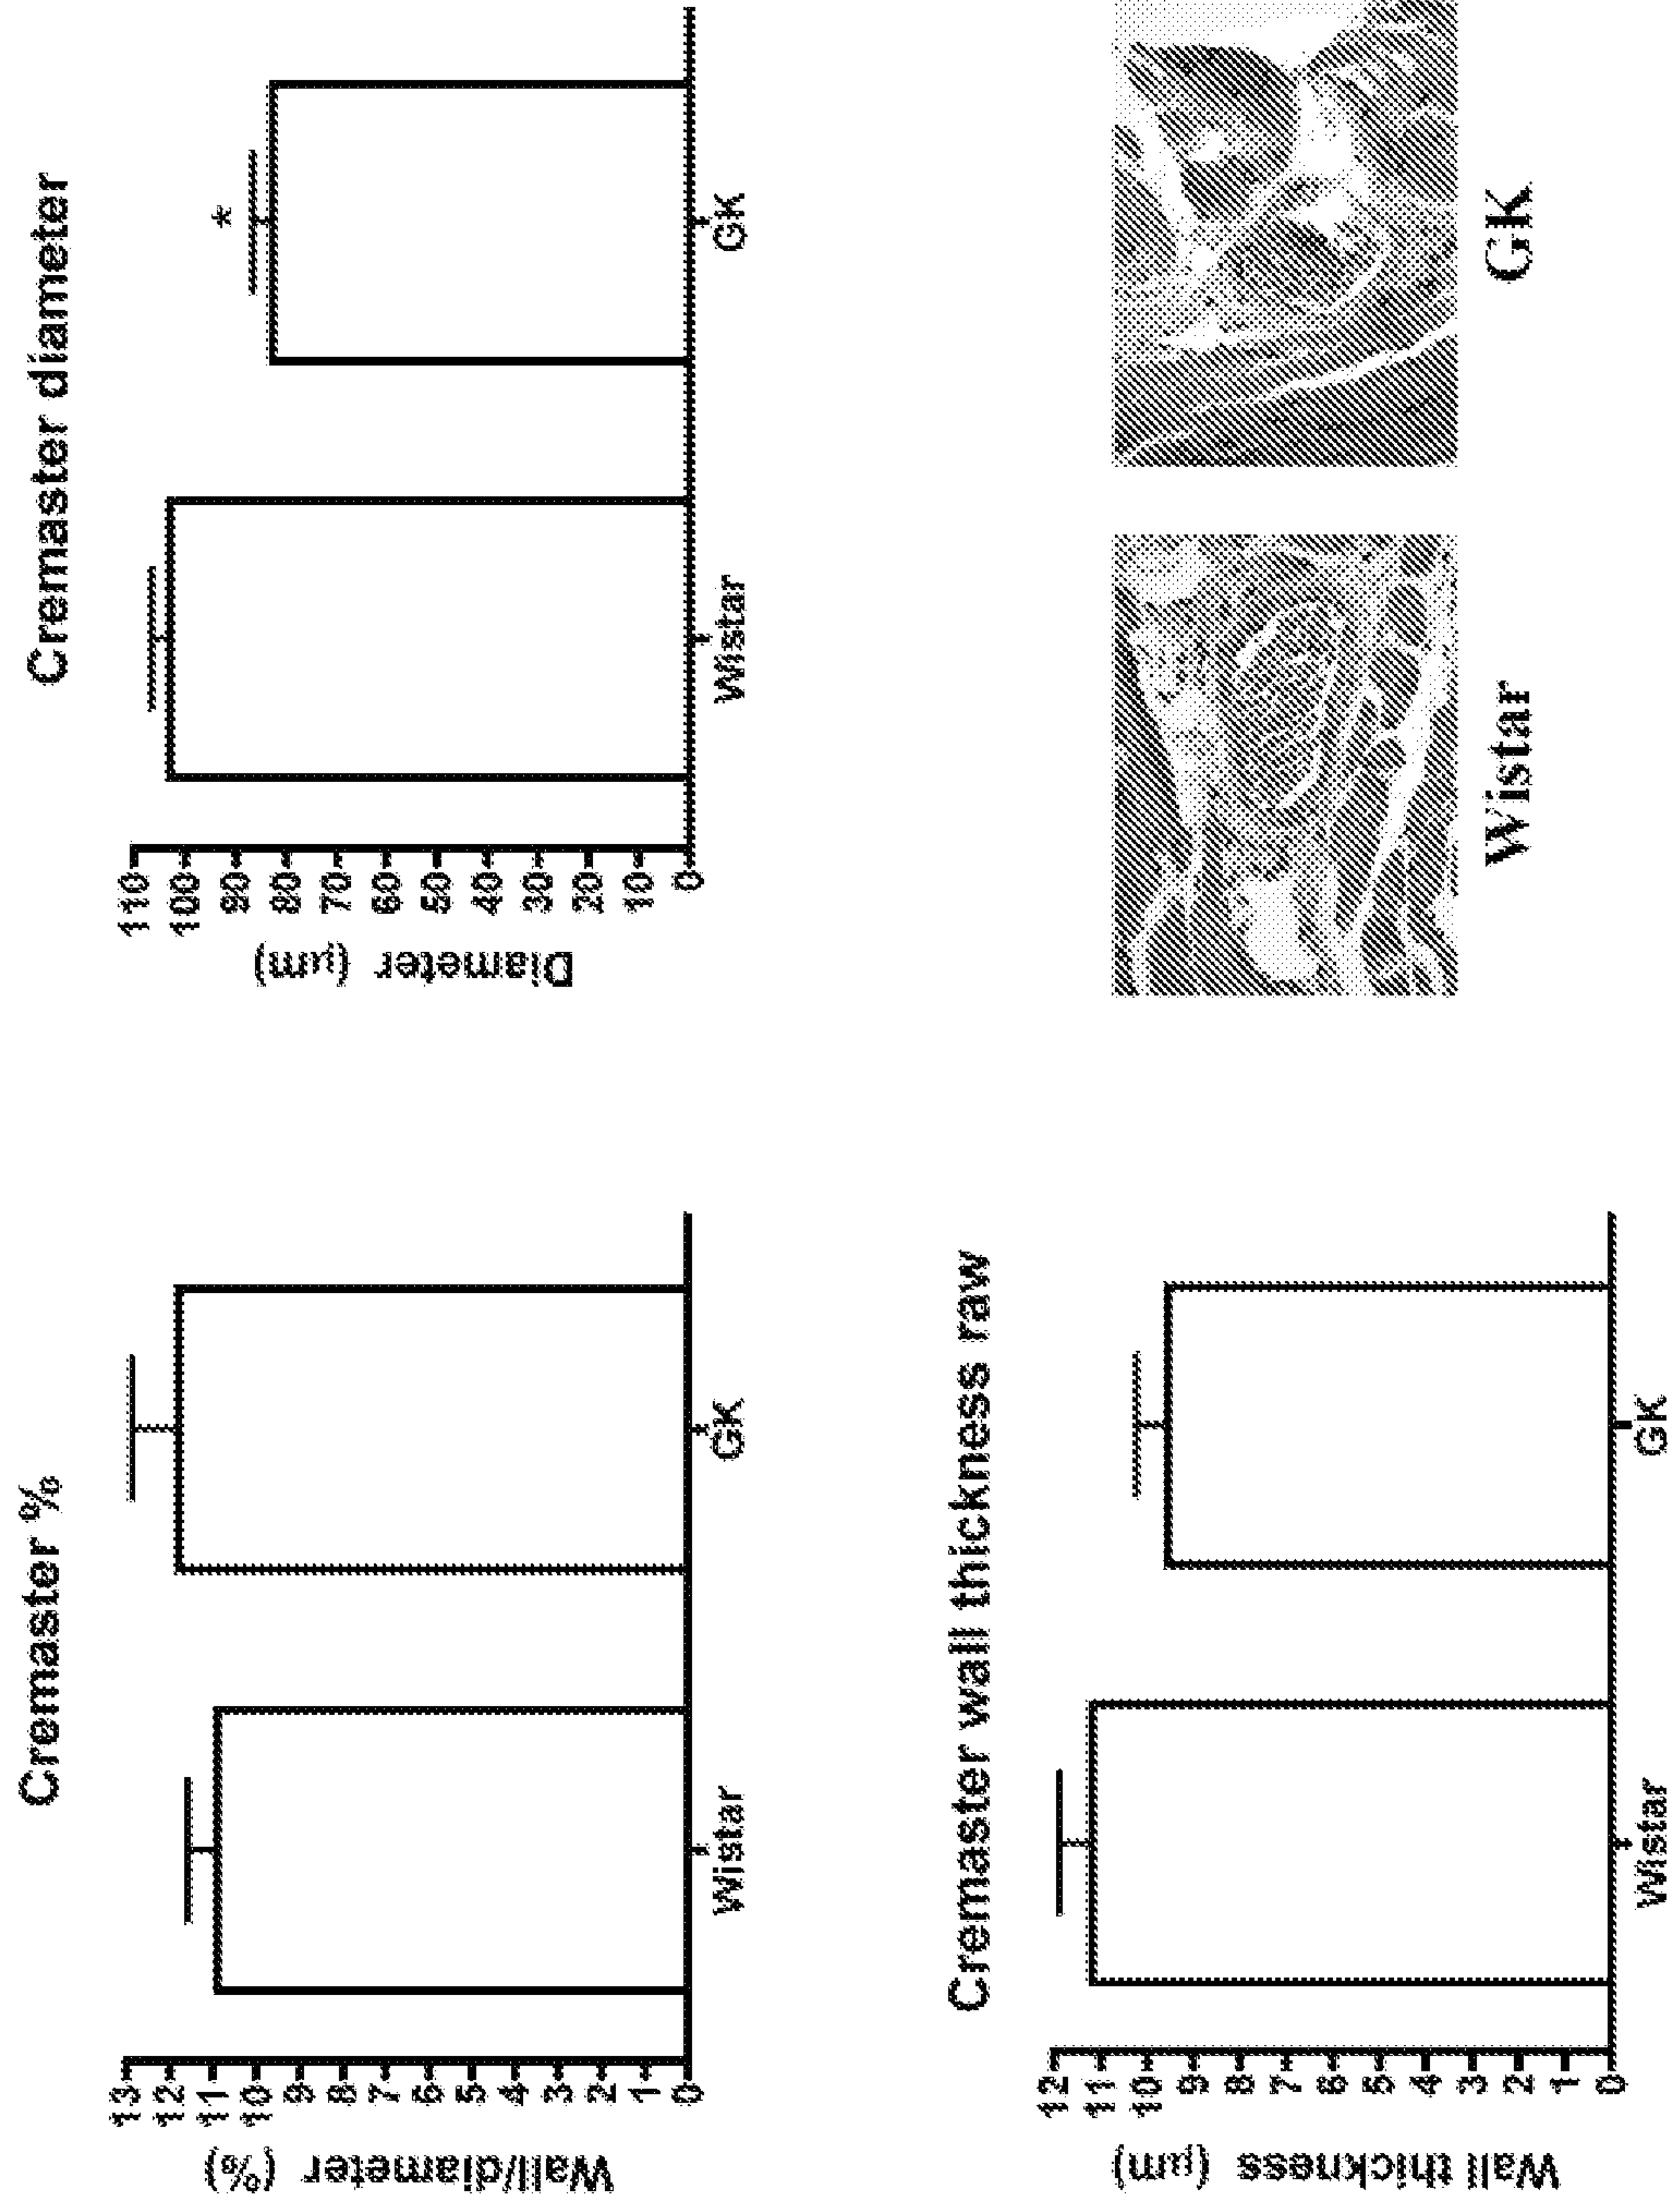 Cremaster %
Wall/diameter (%)
13
12
11
10
9
8
7
6
5
4
3
2
1
0
Wistar
GK
Cremaster diameter
Diameter (µm)
110
100
90
80
70
60
50
40
30
20
10
0
*
Wistar
GK
Cremaster wall thickness raw
Wall thickness (µm)
12
11
10
9
8
7
6
5
4
3
2
1
0
Wistar
GK
Wistar
GK